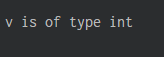 v is of type int